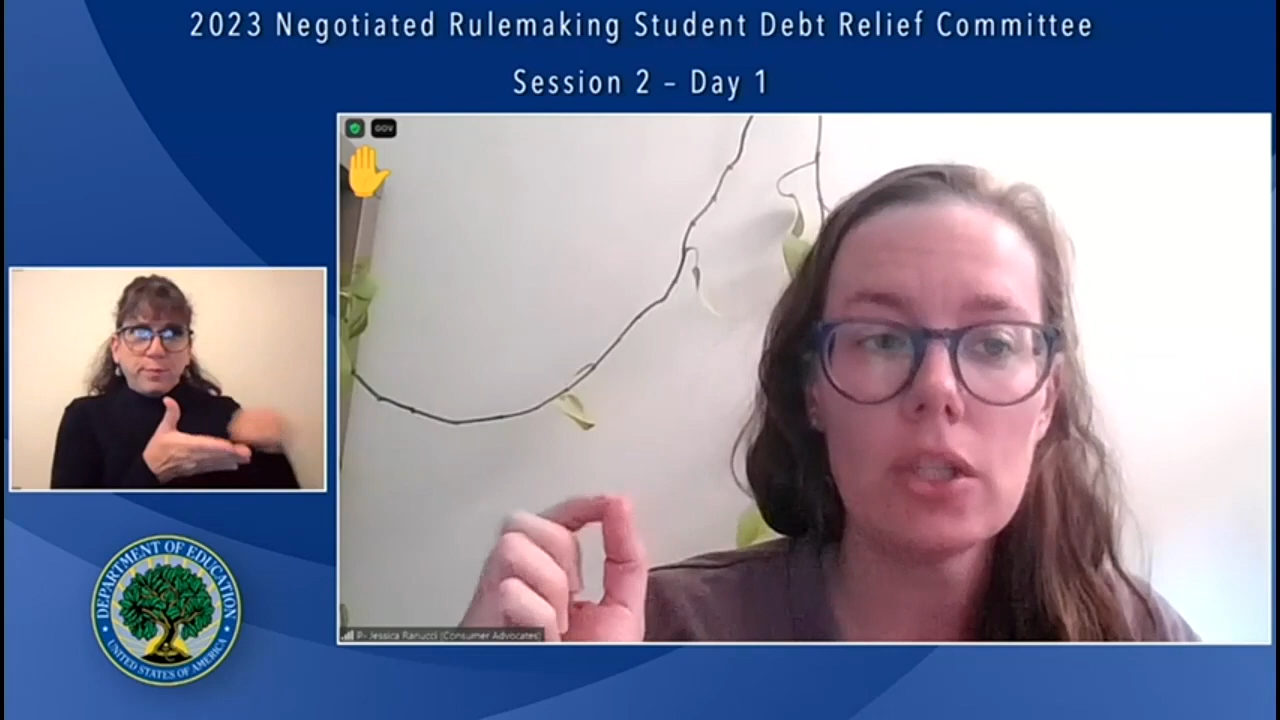 2023 Negotiated Rulemaking Student Debt Relief Committee
Session 2 – Day 1
GOV
P- Jessica Ranucci (Consumer Advocates)
DEPARTMENT OF EDUCATION
UNITED STATES OF AMERICA